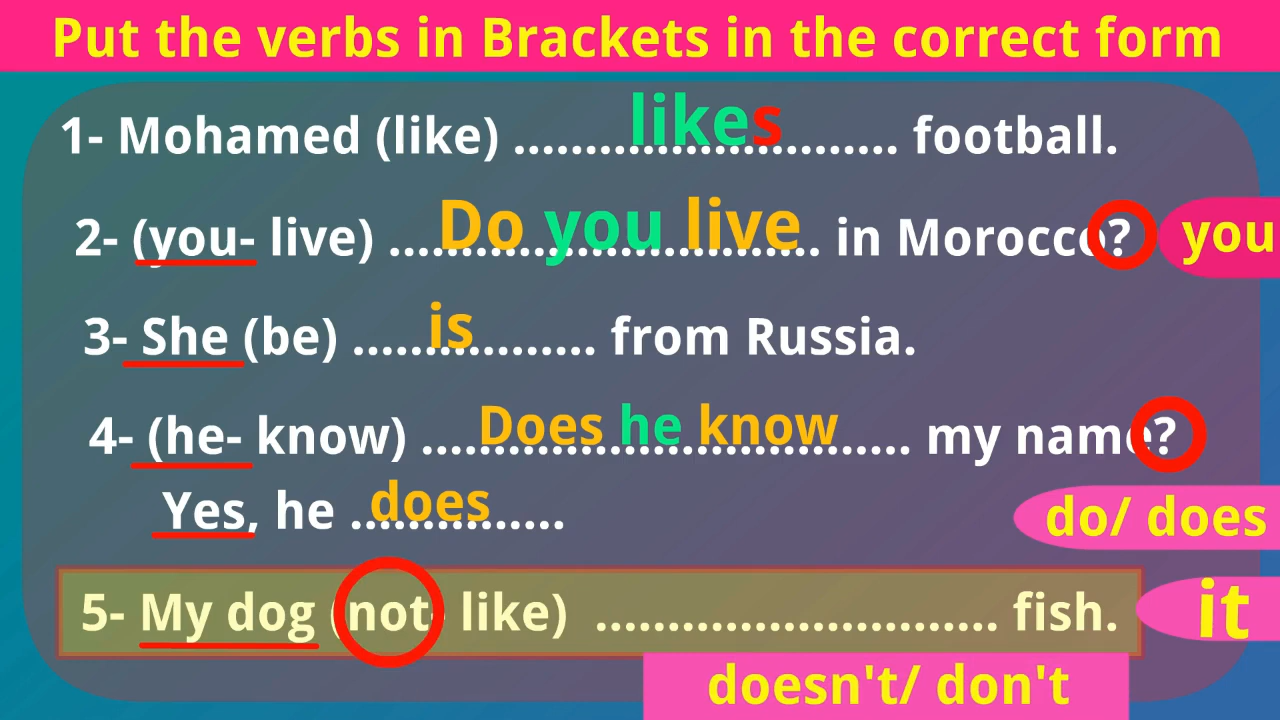 Put the verbs in Brackets in the correct form
1- Mohamed (like) ...........likes........... football.
2- (you- live) ....Do you live.... in Morocco? you
3- She (be) ......is......... from Russia.
4- (he- know) ....Does he know..... my name?
Yes, he .does.....
do/ does
5- My dog (not- like) ............................ fish. it
doesn't/ don't